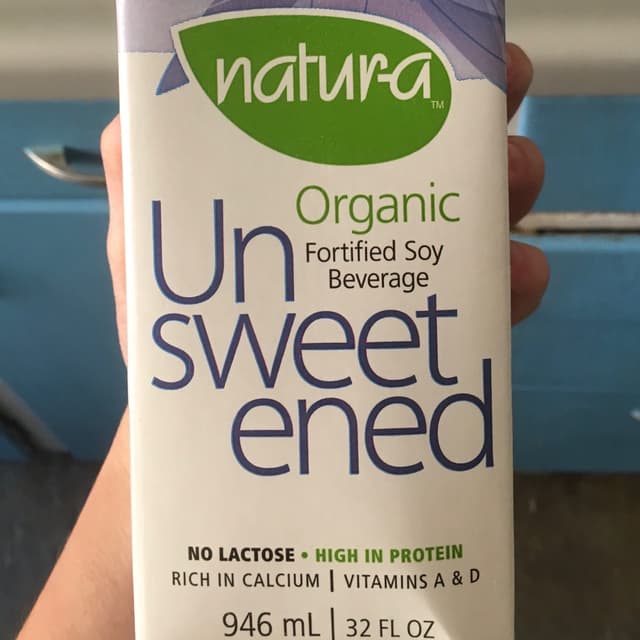 natur-a
TM
Organic
Fortified Soy
Beverage
Un
sweet
ened
NO LACTOSE • HIGH IN PROTEIN
RICH IN CALCIUM | VITAMINS A & D
946 mL | 32 FL OZ